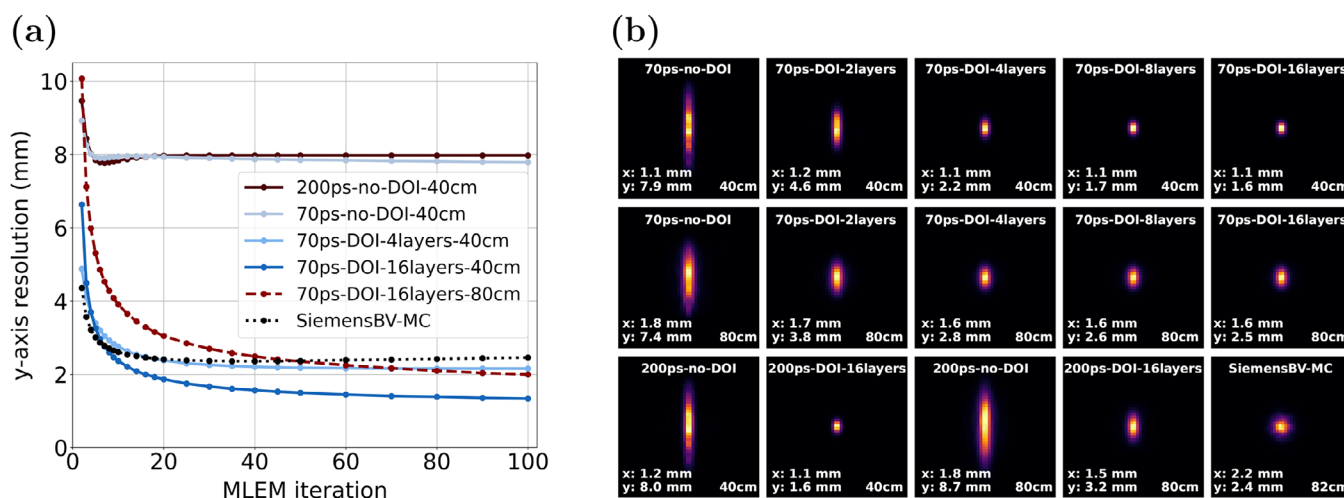 (a)
10
8
6
4
2
0
0 20 40 60 80 100
y-axis resolution (mm)
MLEM iteration
200ps-no-DOI-40cm
70ps-no-DOI-40cm
70ps-DOI-4layers-40cm
70ps-DOI-16layers-40cm
70ps-DOI-16layers-80cm
SiemensBV-MC
(b)
70ps-no-DOI
x: 1.1 mm
y: 7.9 mm 40cm
70ps-DOI-2layers
x: 1.2 mm
y: 4.6 mm 40cm
70ps-DOI-4layers
x: 1.1 mm
y: 2.2 mm 40cm
70ps-DOI-8layers
x: 1.1 mm
y: 1.7 mm 40cm
70ps-DOI-16layers
x: 1.1 mm
y: 1.6 mm 40cm
70ps-no-DOI
x: 1.8 mm
y: 7.4 mm 80cm
70ps-DOI-2layers
x: 1.7 mm
y: 3.8 mm 80cm
70ps-DOI-4layers
x: 1.6 mm
y: 2.8 mm 80cm
70ps-DOI-8layers
x: 1.6 mm
y: 2.6 mm 80cm
70ps-DOI-16layers
x: 1.6 mm
y: 2.5 mm 80cm
200ps-no-DOI
x: 1.2 mm
y: 8.0 mm 40cm
200ps-DOI-16layers
x: 1.1 mm
y: 1.6 mm 40cm
200ps-no-DOI
x: 1.8 mm
y: 8.7 mm 80cm
200ps-DOI-16layers
x: 1.5 mm
y: 3.2 mm 80cm
SiemensBV-MC
x: 2.2 mm
y: 2.4 mm 82cm